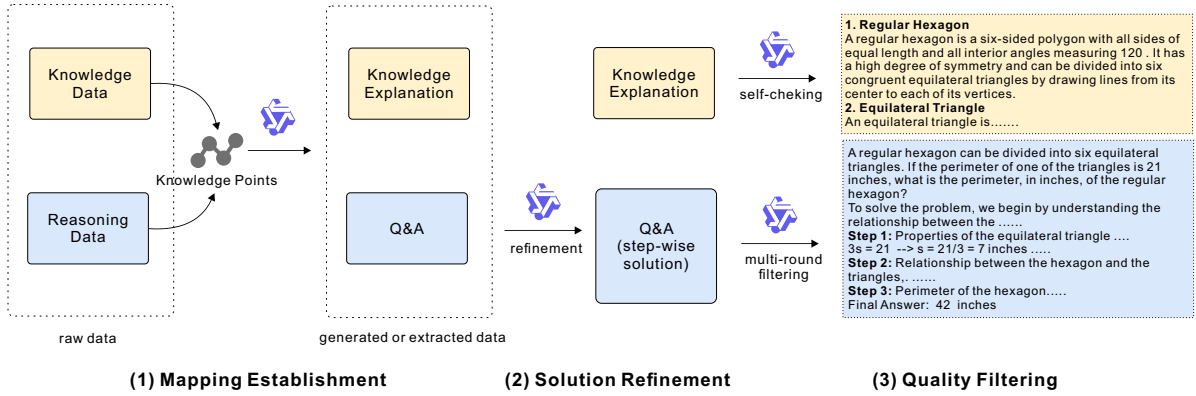 Knowledge
Data
Knowledge Points
Reasoning
Data
raw data
Knowledge
Explanation
Q&A
generated or extracted data
refinement
Knowledge
Explanation
Q&A
(step-wise
solution)
self-cheking
multi-round
filtering
1. Regular Hexagon
A regular hexagon is a six-sided polygon with all sides of
equal length and all interior angles measuring 120 . It has
a high degree of symmetry and can be divided into six
congruent equilateral triangles by drawing lines from its
center to each of its vertices.
2. Equilateral Triangle
An equilateral triangle is.......
A regular hexagon can be divided into six equilateral
triangles. If the perimeter of one of the triangles is 21
inches, what is the perimeter, in inches, of the regular
hexagon?
To solve the problem, we begin by understanding the
relationship between the ......
Step 1: Properties of the equilateral triangle ....
3s = 21 --> s = 21/3 = 7 inches .....
Step 2: Relationship between the hexagon and the
triangles,. ......
Step 3: Perimeter of the hexagon.....
Final Answer: 42 inches
(1) Mapping Establishment
(2) Solution Refinement
(3) Quality Filtering